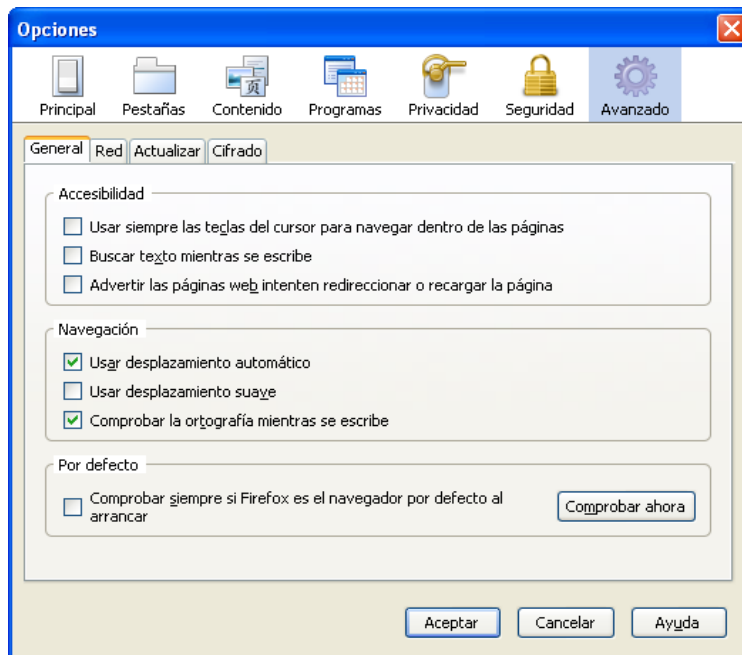 Opciones
Principal Pestañas Contenido Programas Privacidad Seguridad Avanzado
General Red Actualizar Cifrado
Accesibilidad
Usar siempre las teclas del cursor para navegar dentro de las páginas
Buscar texto mientras se escribe
Advertir las páginas web intenten redireccionar o recargar la página
Navegación
Usar desplazamiento automático
Usar desplazamiento suave
Comprobar la ortografía mientras se escribe
Por defecto
Comprobar siempre si Firefox es el navegador por defecto al
arrancar
Comprobar ahora
Aceptar Cancelar Ayuda